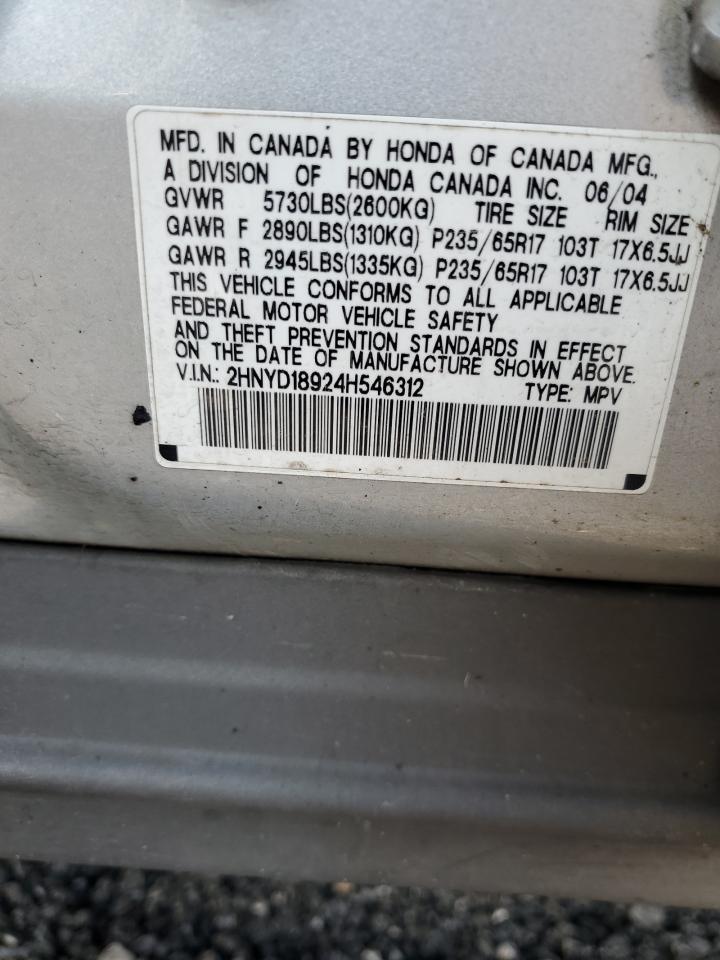 MFD. IN CANADA BY HONDA OF CANADA MFG.,
A DIVISION OF HONDA CANADA INC. 06/04
GVWR 5730LBS(2600KG) TIRE SIZE RIM SIZE
GAWR F 2890LBS(1310KG) P235/65R17 103T 17X6.5JJ
GAWR R 2945LBS(1335KG) P235/65R17 103T 17X6.5JJ
THIS VEHICLE CONFORMS TO ALL APPLICABLE
FEDERAL MOTOR VEHICLE SAFETY
AND THEFT PREVENTION STANDARDS IN EFFECT
ON THE DATE OF MANUFACTURE SHOWN ABOVE.
V.I.N.: 2HNYD18924H546312 TYPE: MPV